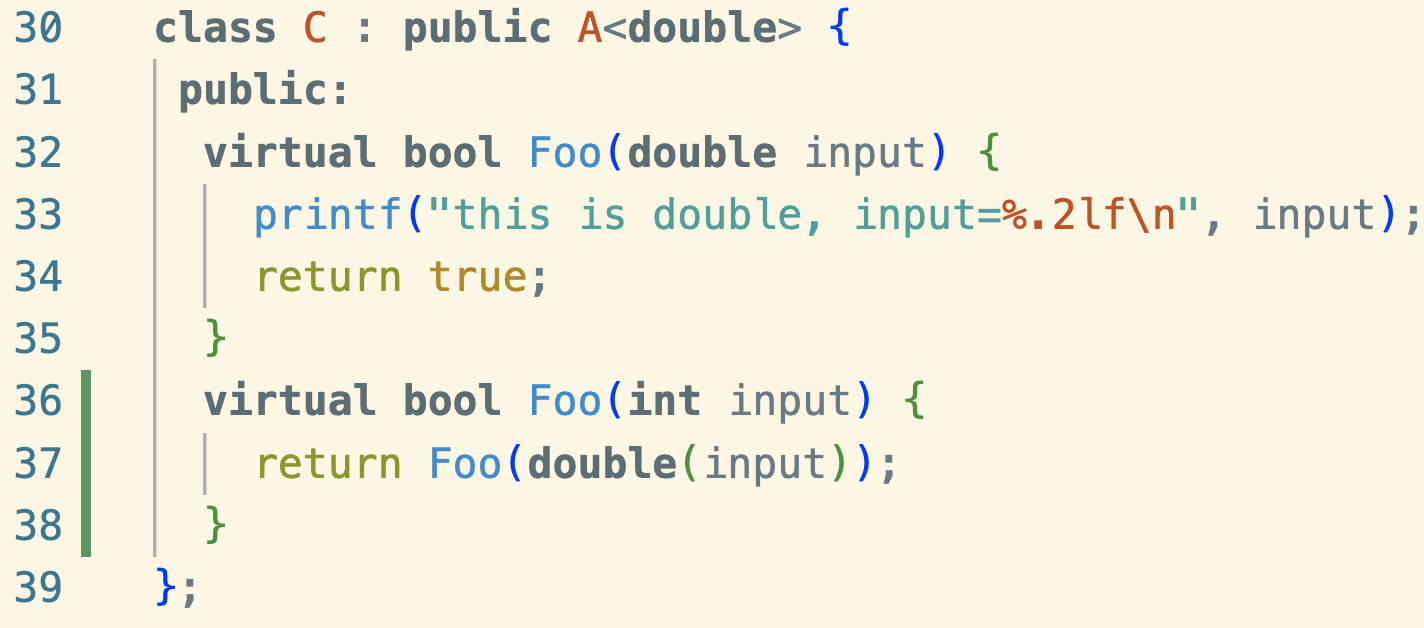 30 class C : public A<double> {
31 public:
32 virtual bool Foo(double input) {
33 printf("this is double, input=%.2lf\n", input);
34 return true;
35 }
36 virtual bool Foo(int input) {
37 return Foo(double(input));
38 }
39 };